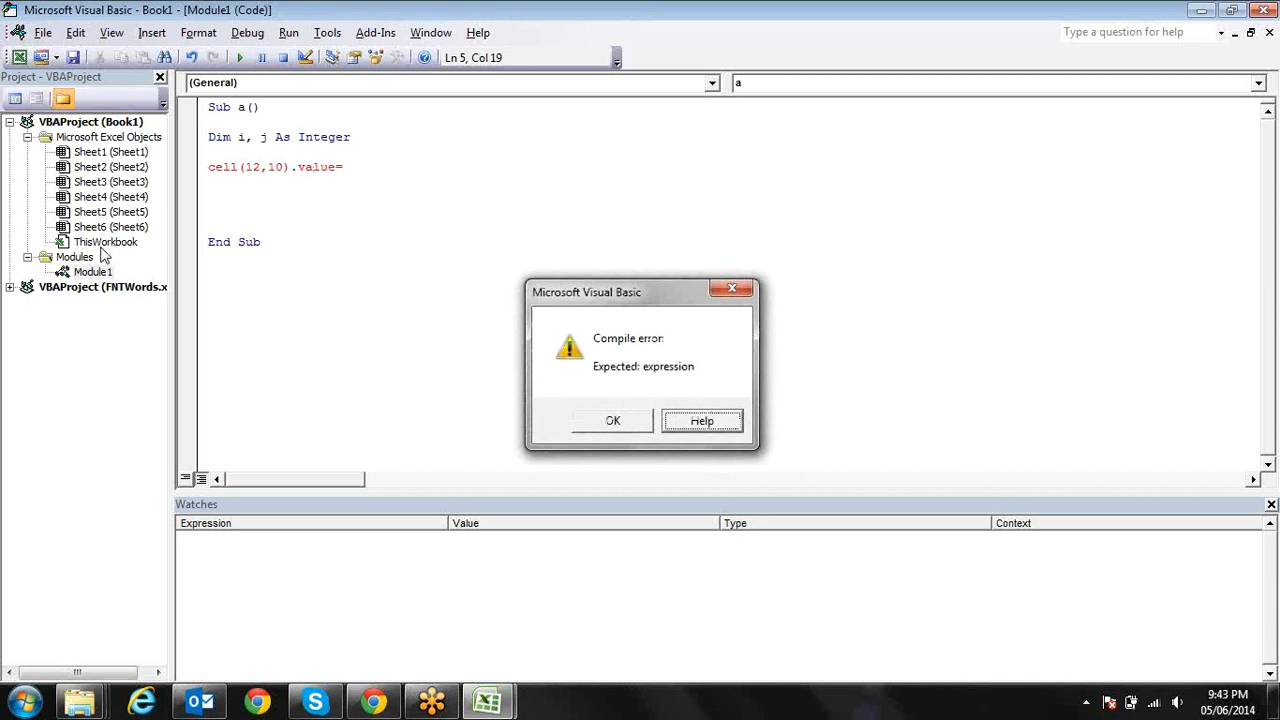 Microsoft Visual Basic - Book1 - [Module1 (Code)]
File Edit View Insert Format Debug Run Tools Add-Ins Window Help
Type a question for help
Ln 5, Col 19
Project - VBAProject
(General)
a
VBAProject (Book1)
Microsoft Excel Objects
Sheet1 (Sheet1)
Sheet2 (Sheet2)
Sheet3 (Sheet3)
Sheet4 (Sheet4)
Sheet5 (Sheet5)
Sheet6 (Sheet6)
ThisWorkbook
Modules
Module1
VBAProject (FNTWords.x
Sub a()
Dim i, j As Integer
cell(12,10).value=
End Sub
Microsoft Visual Basic
Compile error:
Expected: expression
OK
Help
Watches
Expression Value Type Context
9:43 PM
05/06/2014